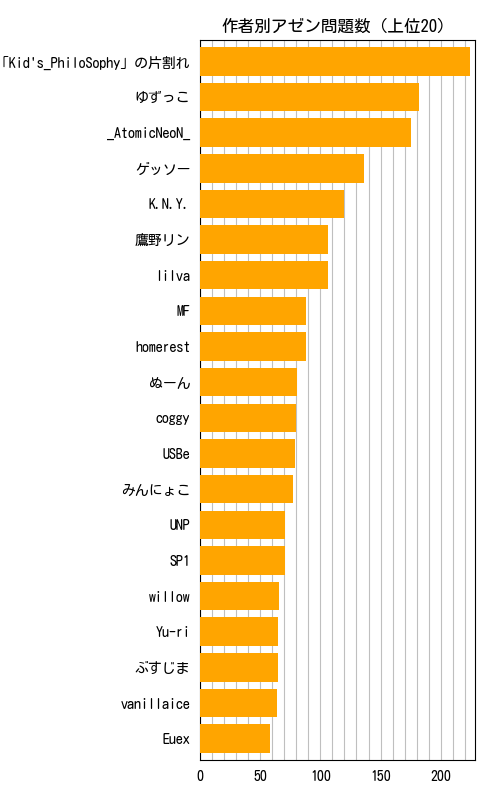 作者別アゼン問題数（上位20）
「Kid's_PhiloSophy」の片割れ
ゆずっこ
_AtomicNeoN_
ゲッソー
K.N.Y.
鷹野リン
lilva
MF
homerest
ぬーん
coggy
USBe
みんにょこ
UNP
SP1
willow
Yu-ri
ぶすじま
vanillaice
Euex
0 50 100 150 200